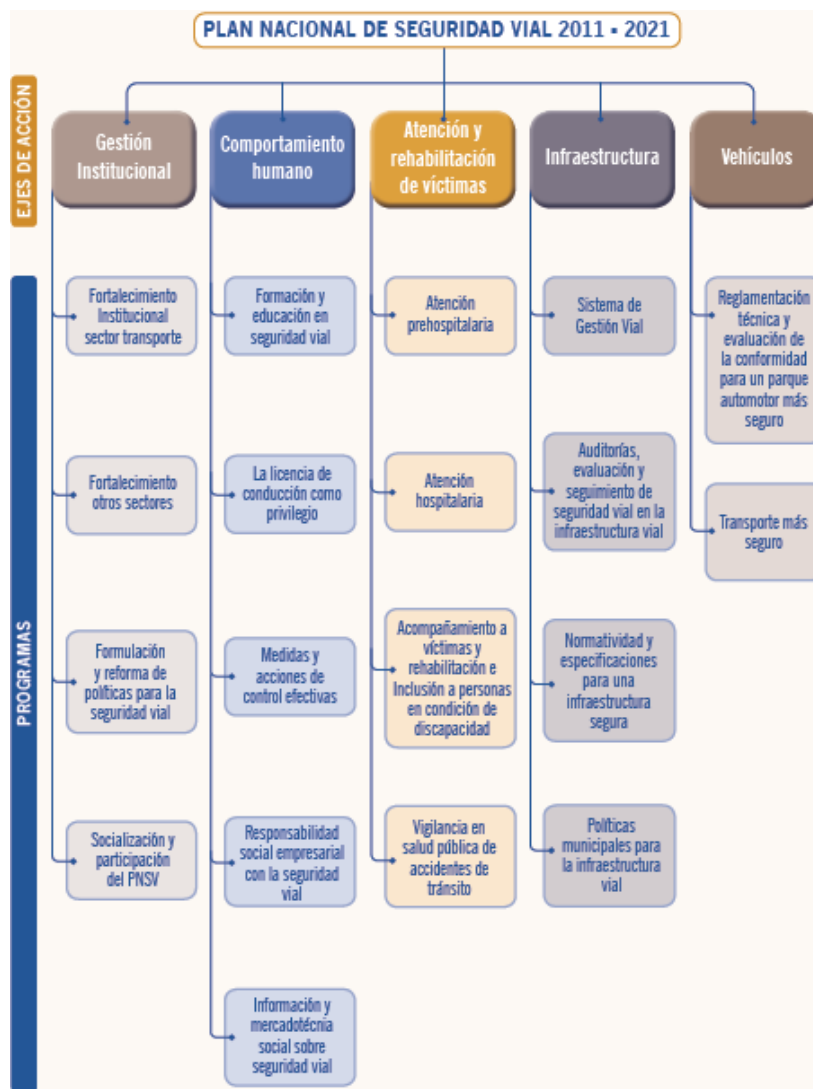 PLAN NACIONAL DE SEGURIDAD VIAL 2011 - 2021
EJES DE ACCIÓN
Gestión
Institucional
Comportamiento
humano
Atención y
rehabilitación
de víctimas
Infraestructura
Vehículos
PROGRAMAS
Fortalecimiento
Institucional
sector transporte
Fortalecimiento
otros sectores
Formulación
y reforma de
políticas para la
seguridad vial
Socialización y
participación
del PNSV
Formación y
educación en
seguridad vial
La licencia de
conducción como
privilegio
Medidas y
acciones de
control efectivas
Responsabilidad
social empresarial
con la seguridad
vial
Información y
mercadotécnia
social sobre
seguridad vial
Atención
prehospitalaria
Atención
hospitalaria
Acompañamiento a
víctimas y
rehabilitación e
Inclusión a personas
en condición de
discapacidad
Vigilancia en
salud pública de
accidentes de
tránsito
Sistema de
Gestión Vial
Auditorías,
evaluación y
seguimiento de
seguridad vial en la
infraestructura vial
Normatividad y
especificaciones
para una
infraestructura
segura
Políticas
municipales para
la infraestructura
vial
Reglamentación
técnica y
evaluación de
la conformidad
para un parque
automotor más
seguro
Transporte más
seguro